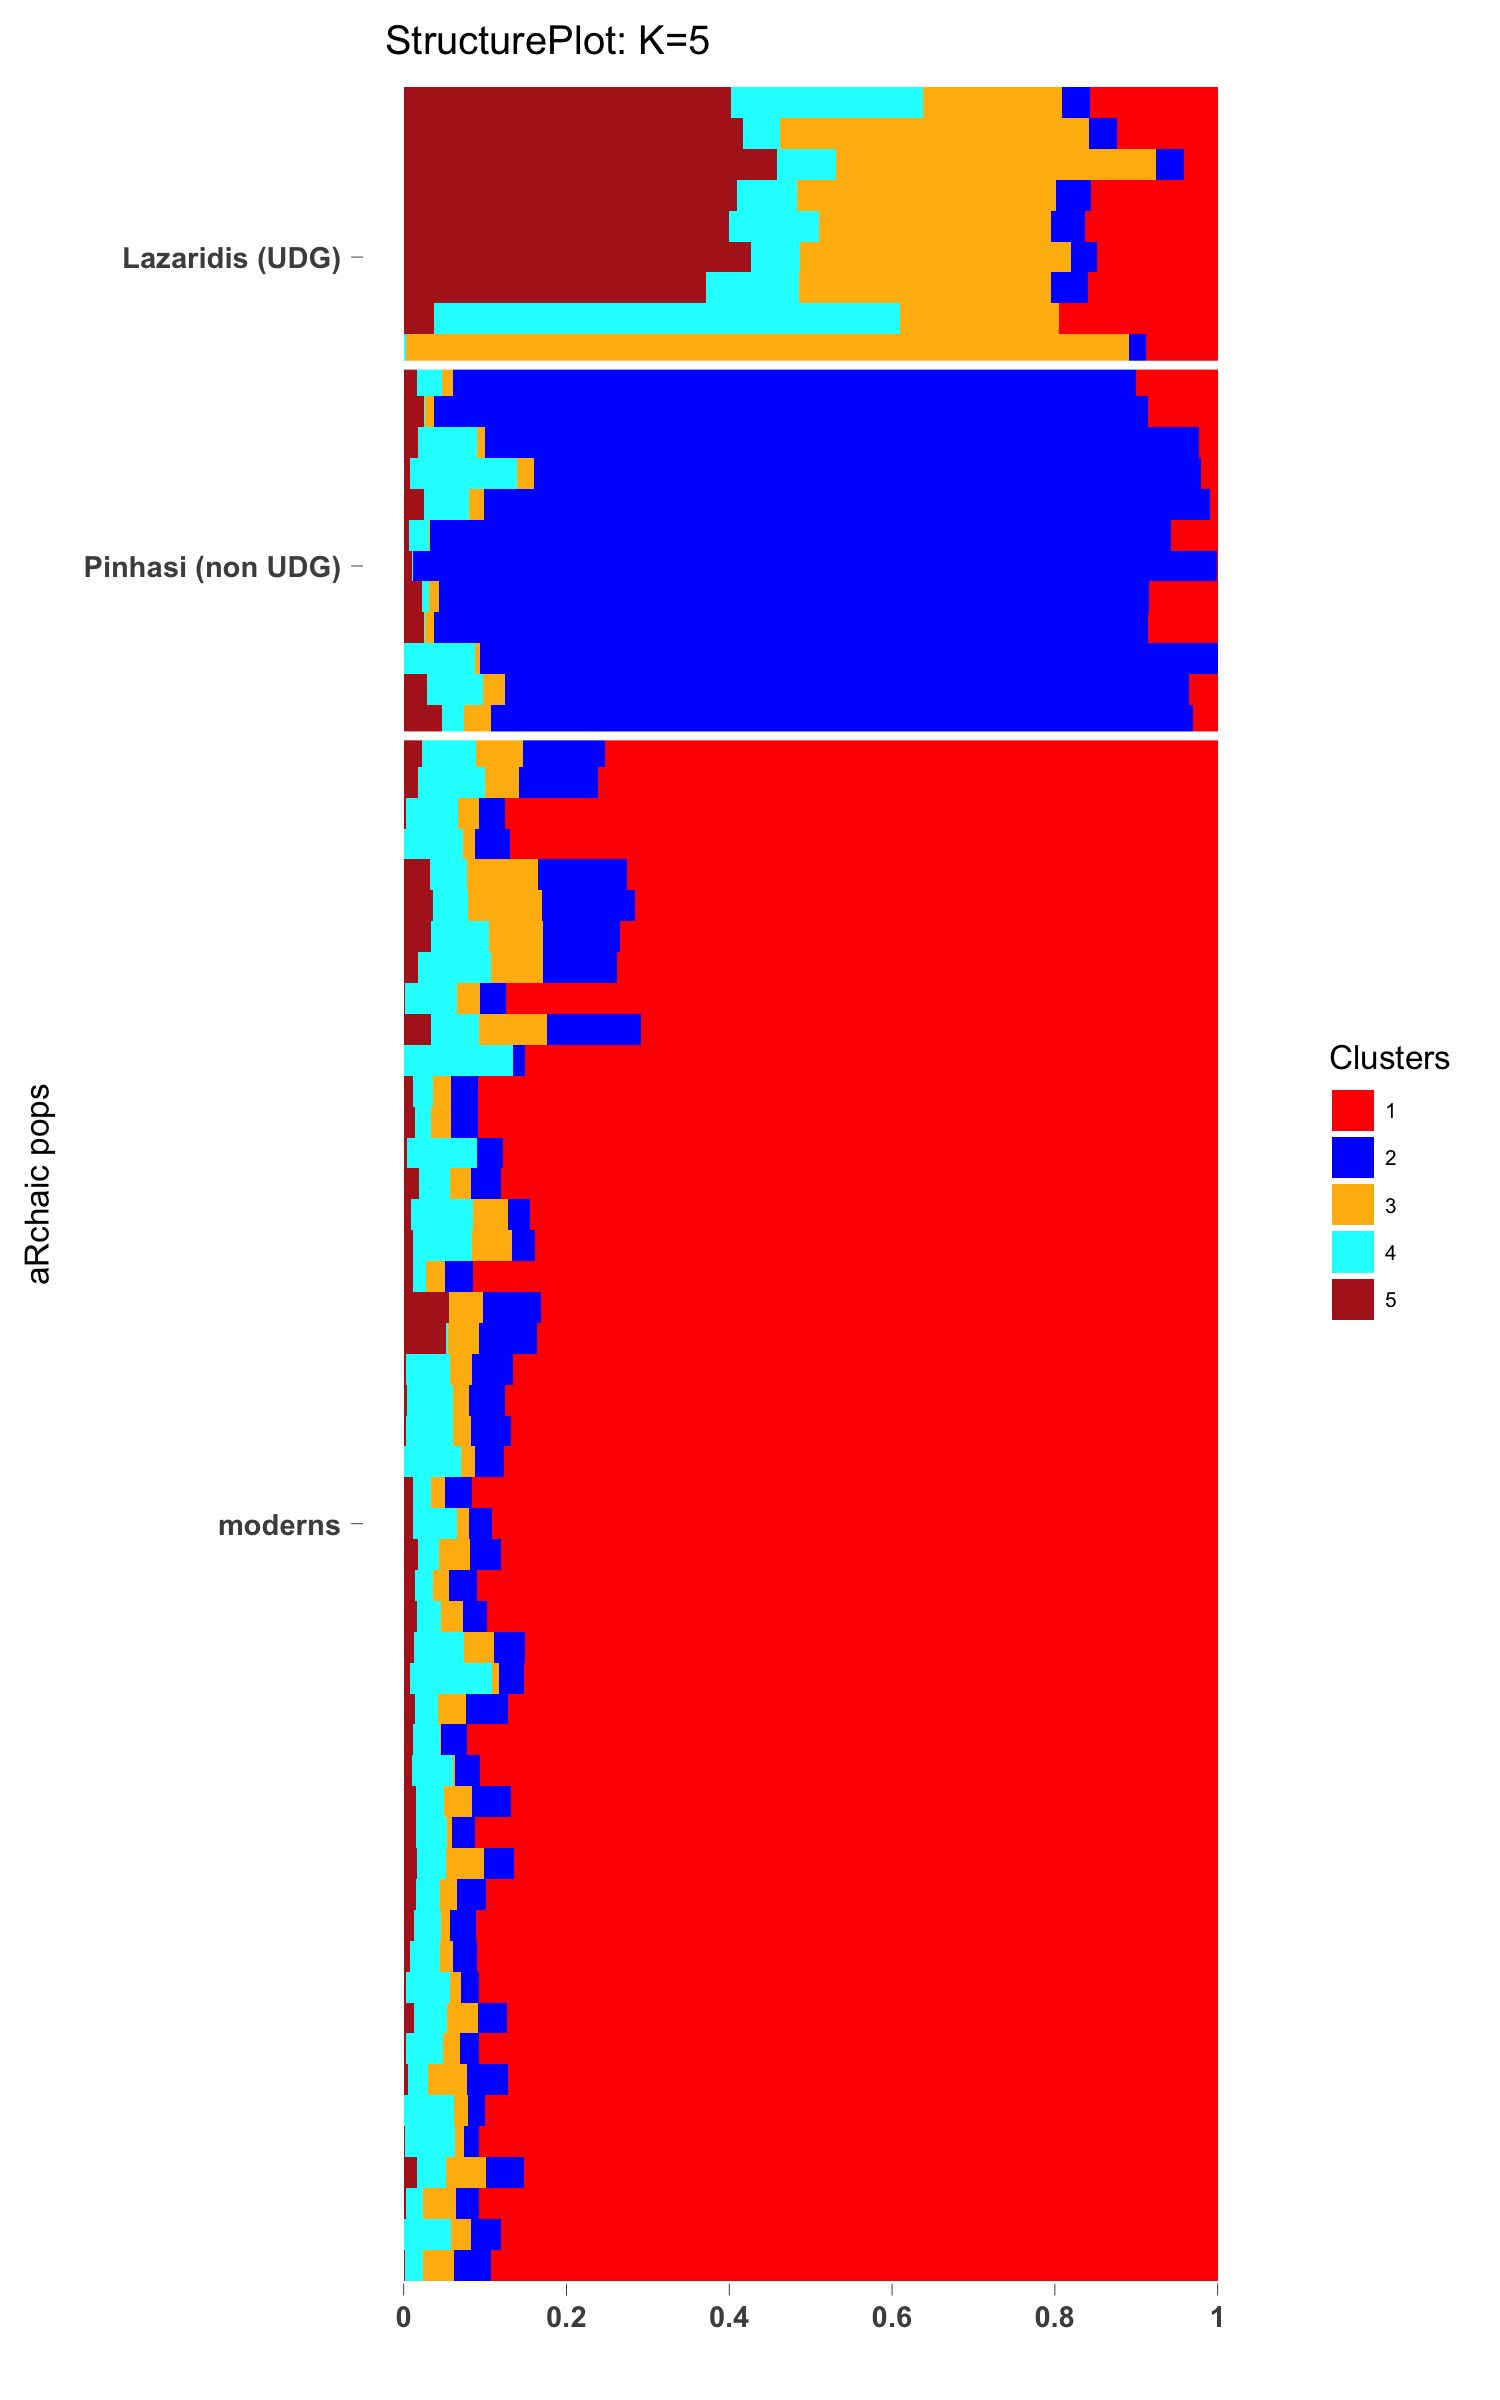 StructurePlot: K=5
Lazaridis (UDG)
Pinhasi (non UDG)
moderns
aRchaic pops
Clusters
1
2
3
4
5
0 0.2 0.4 0.6 0.8 1